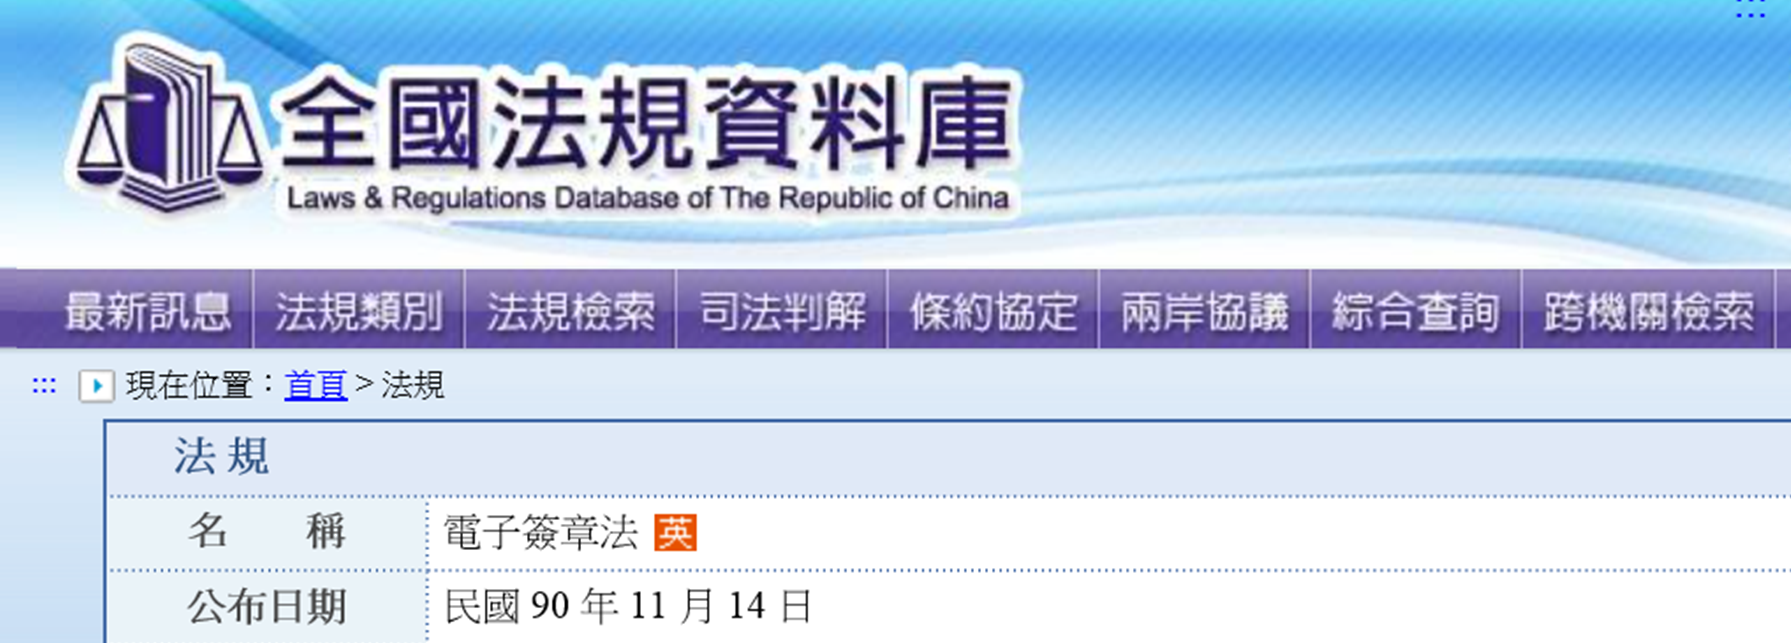 :::
全國法規資料庫
Laws & Regulations Database of The Republic of China
最新訊息 法規類別 法規檢索 司法判解 條約協定 兩岸協議 綜合查詢 跨機關檢索
::: 現在位置：首頁 > 法規
法規
名 稱 電子簽章法 英
公布日期 民國 90 年 11 月 14 日